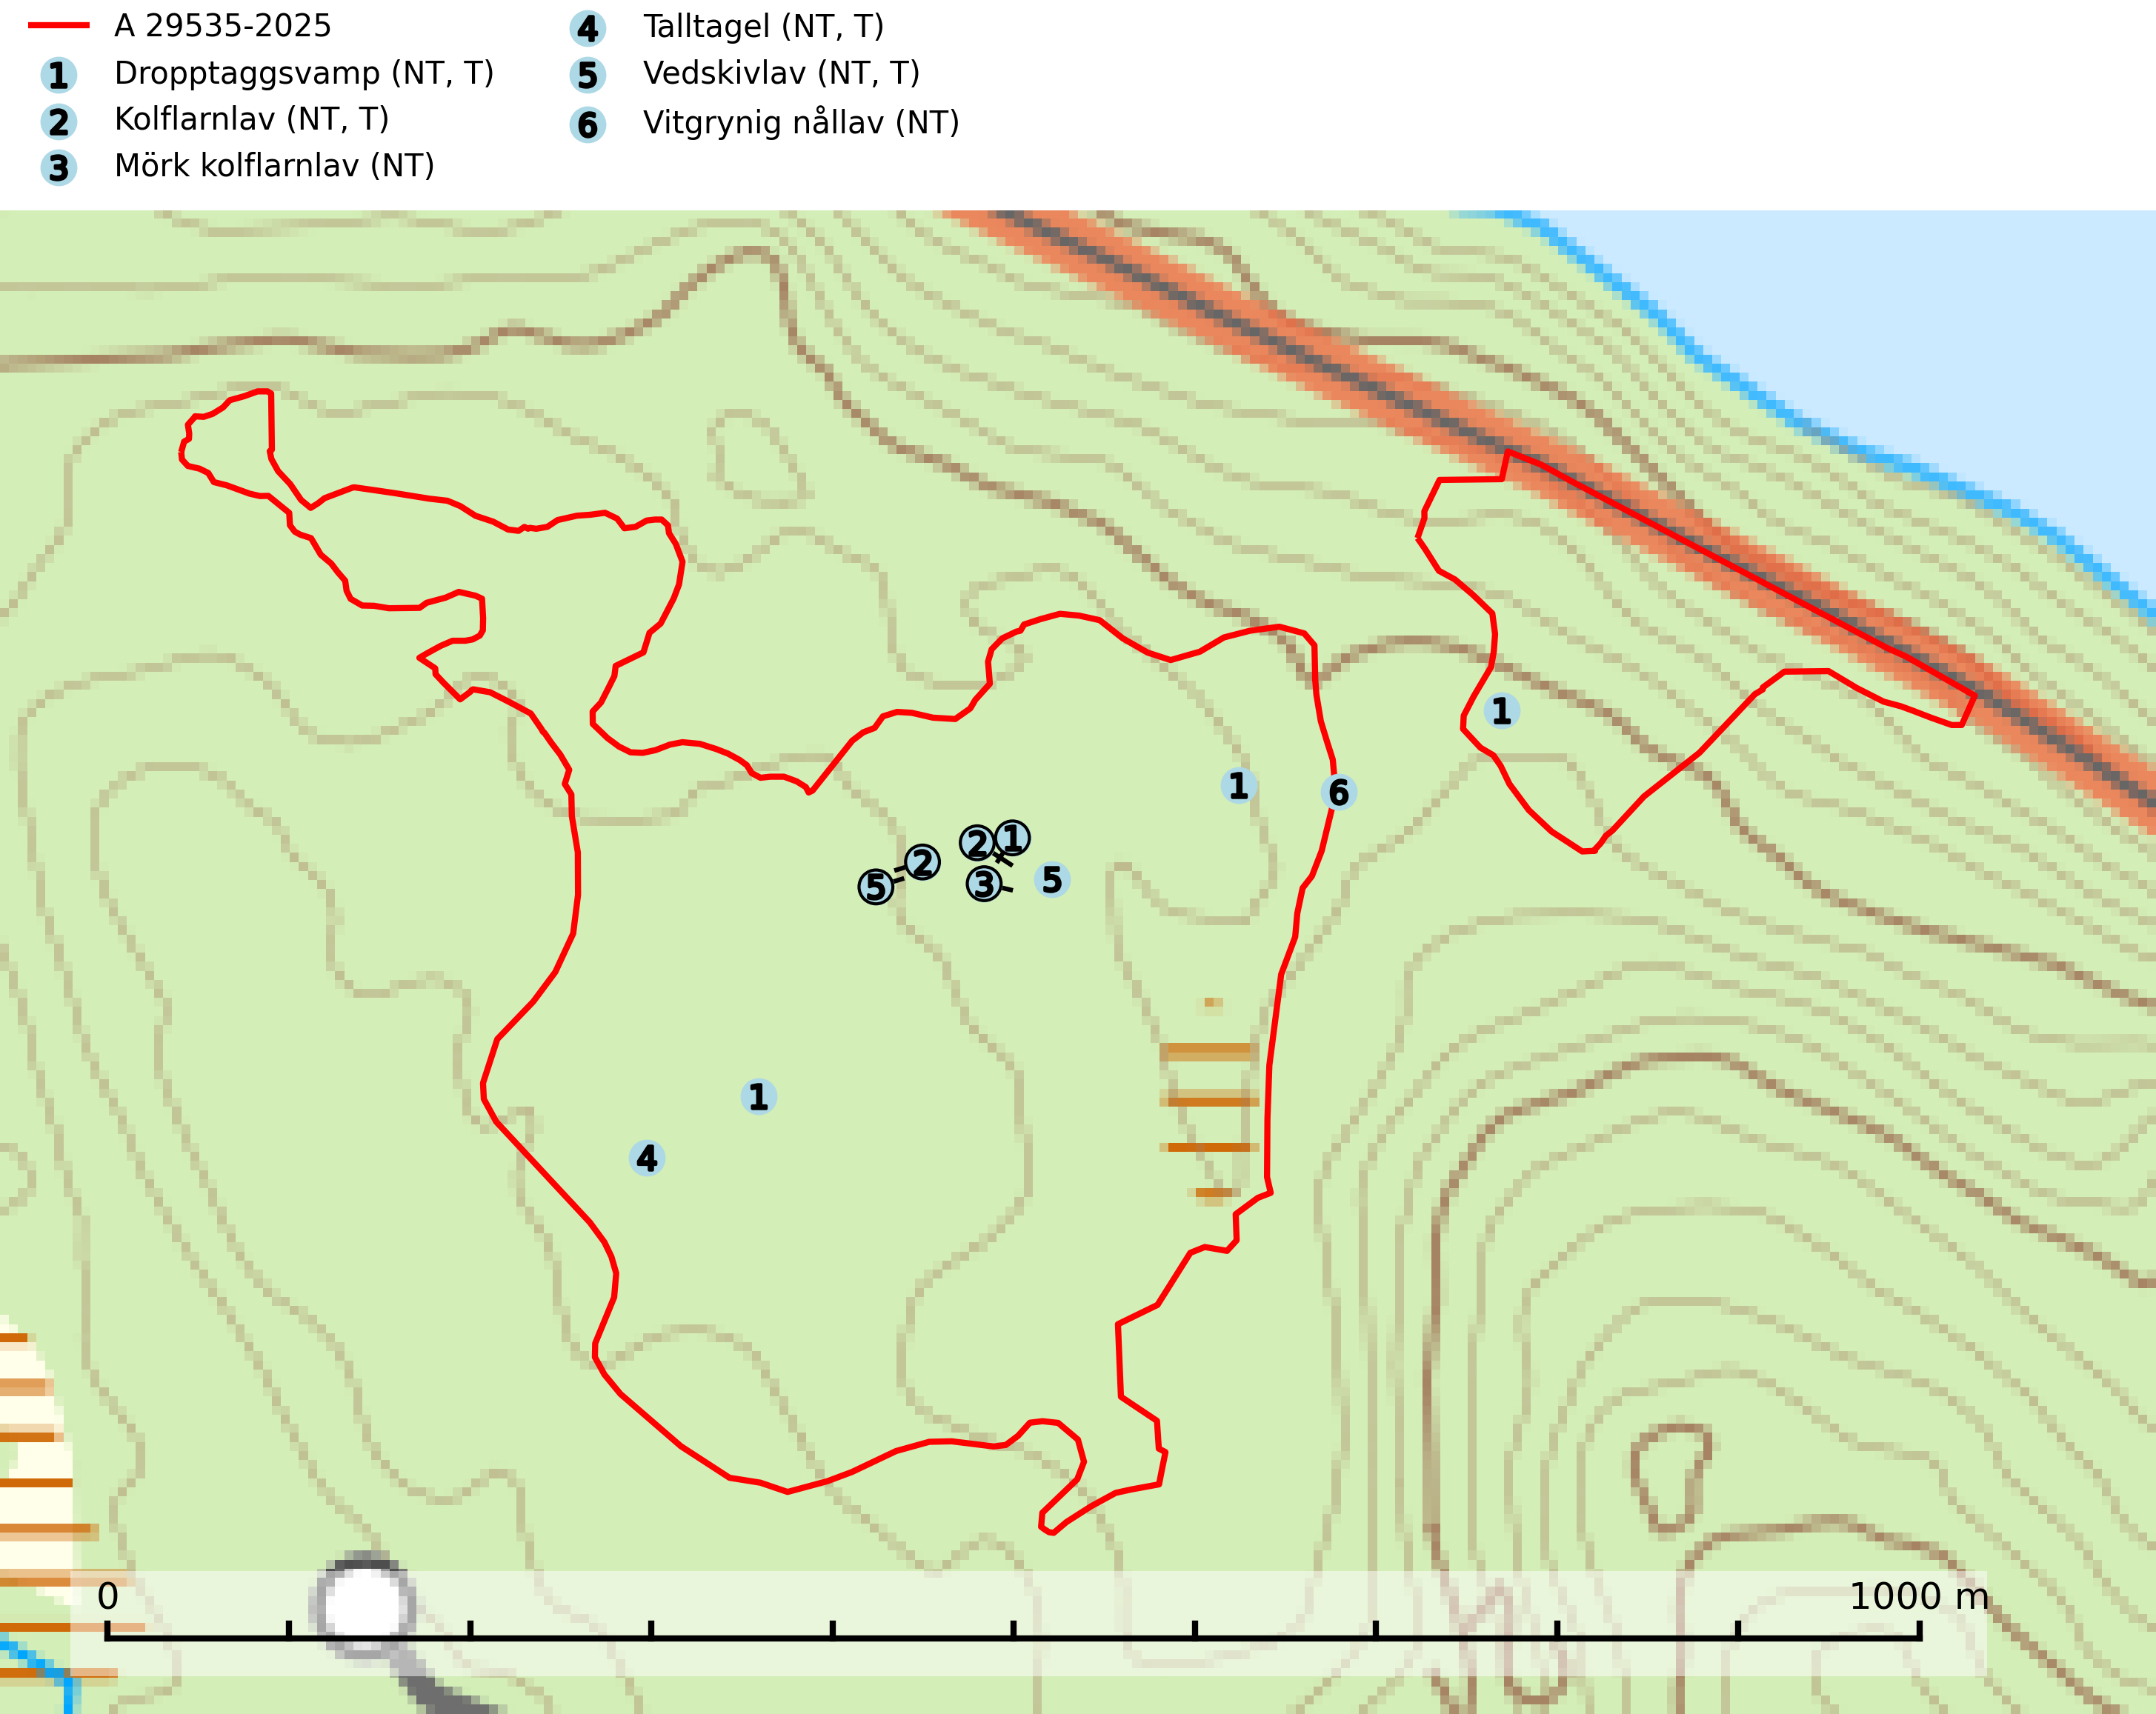 A 29535-2025
1 Dropptaggsvamp (NT, T)
2 Kolflarnlav (NT, T)
3 Mörk kolflarnlav (NT)
4 Talltagel (NT, T)
5 Vedskivlav (NT, T)
6 Vitgrynig nållav (NT)
1
1
6
2
1
2
5
3
5
1
4
0
1000 m